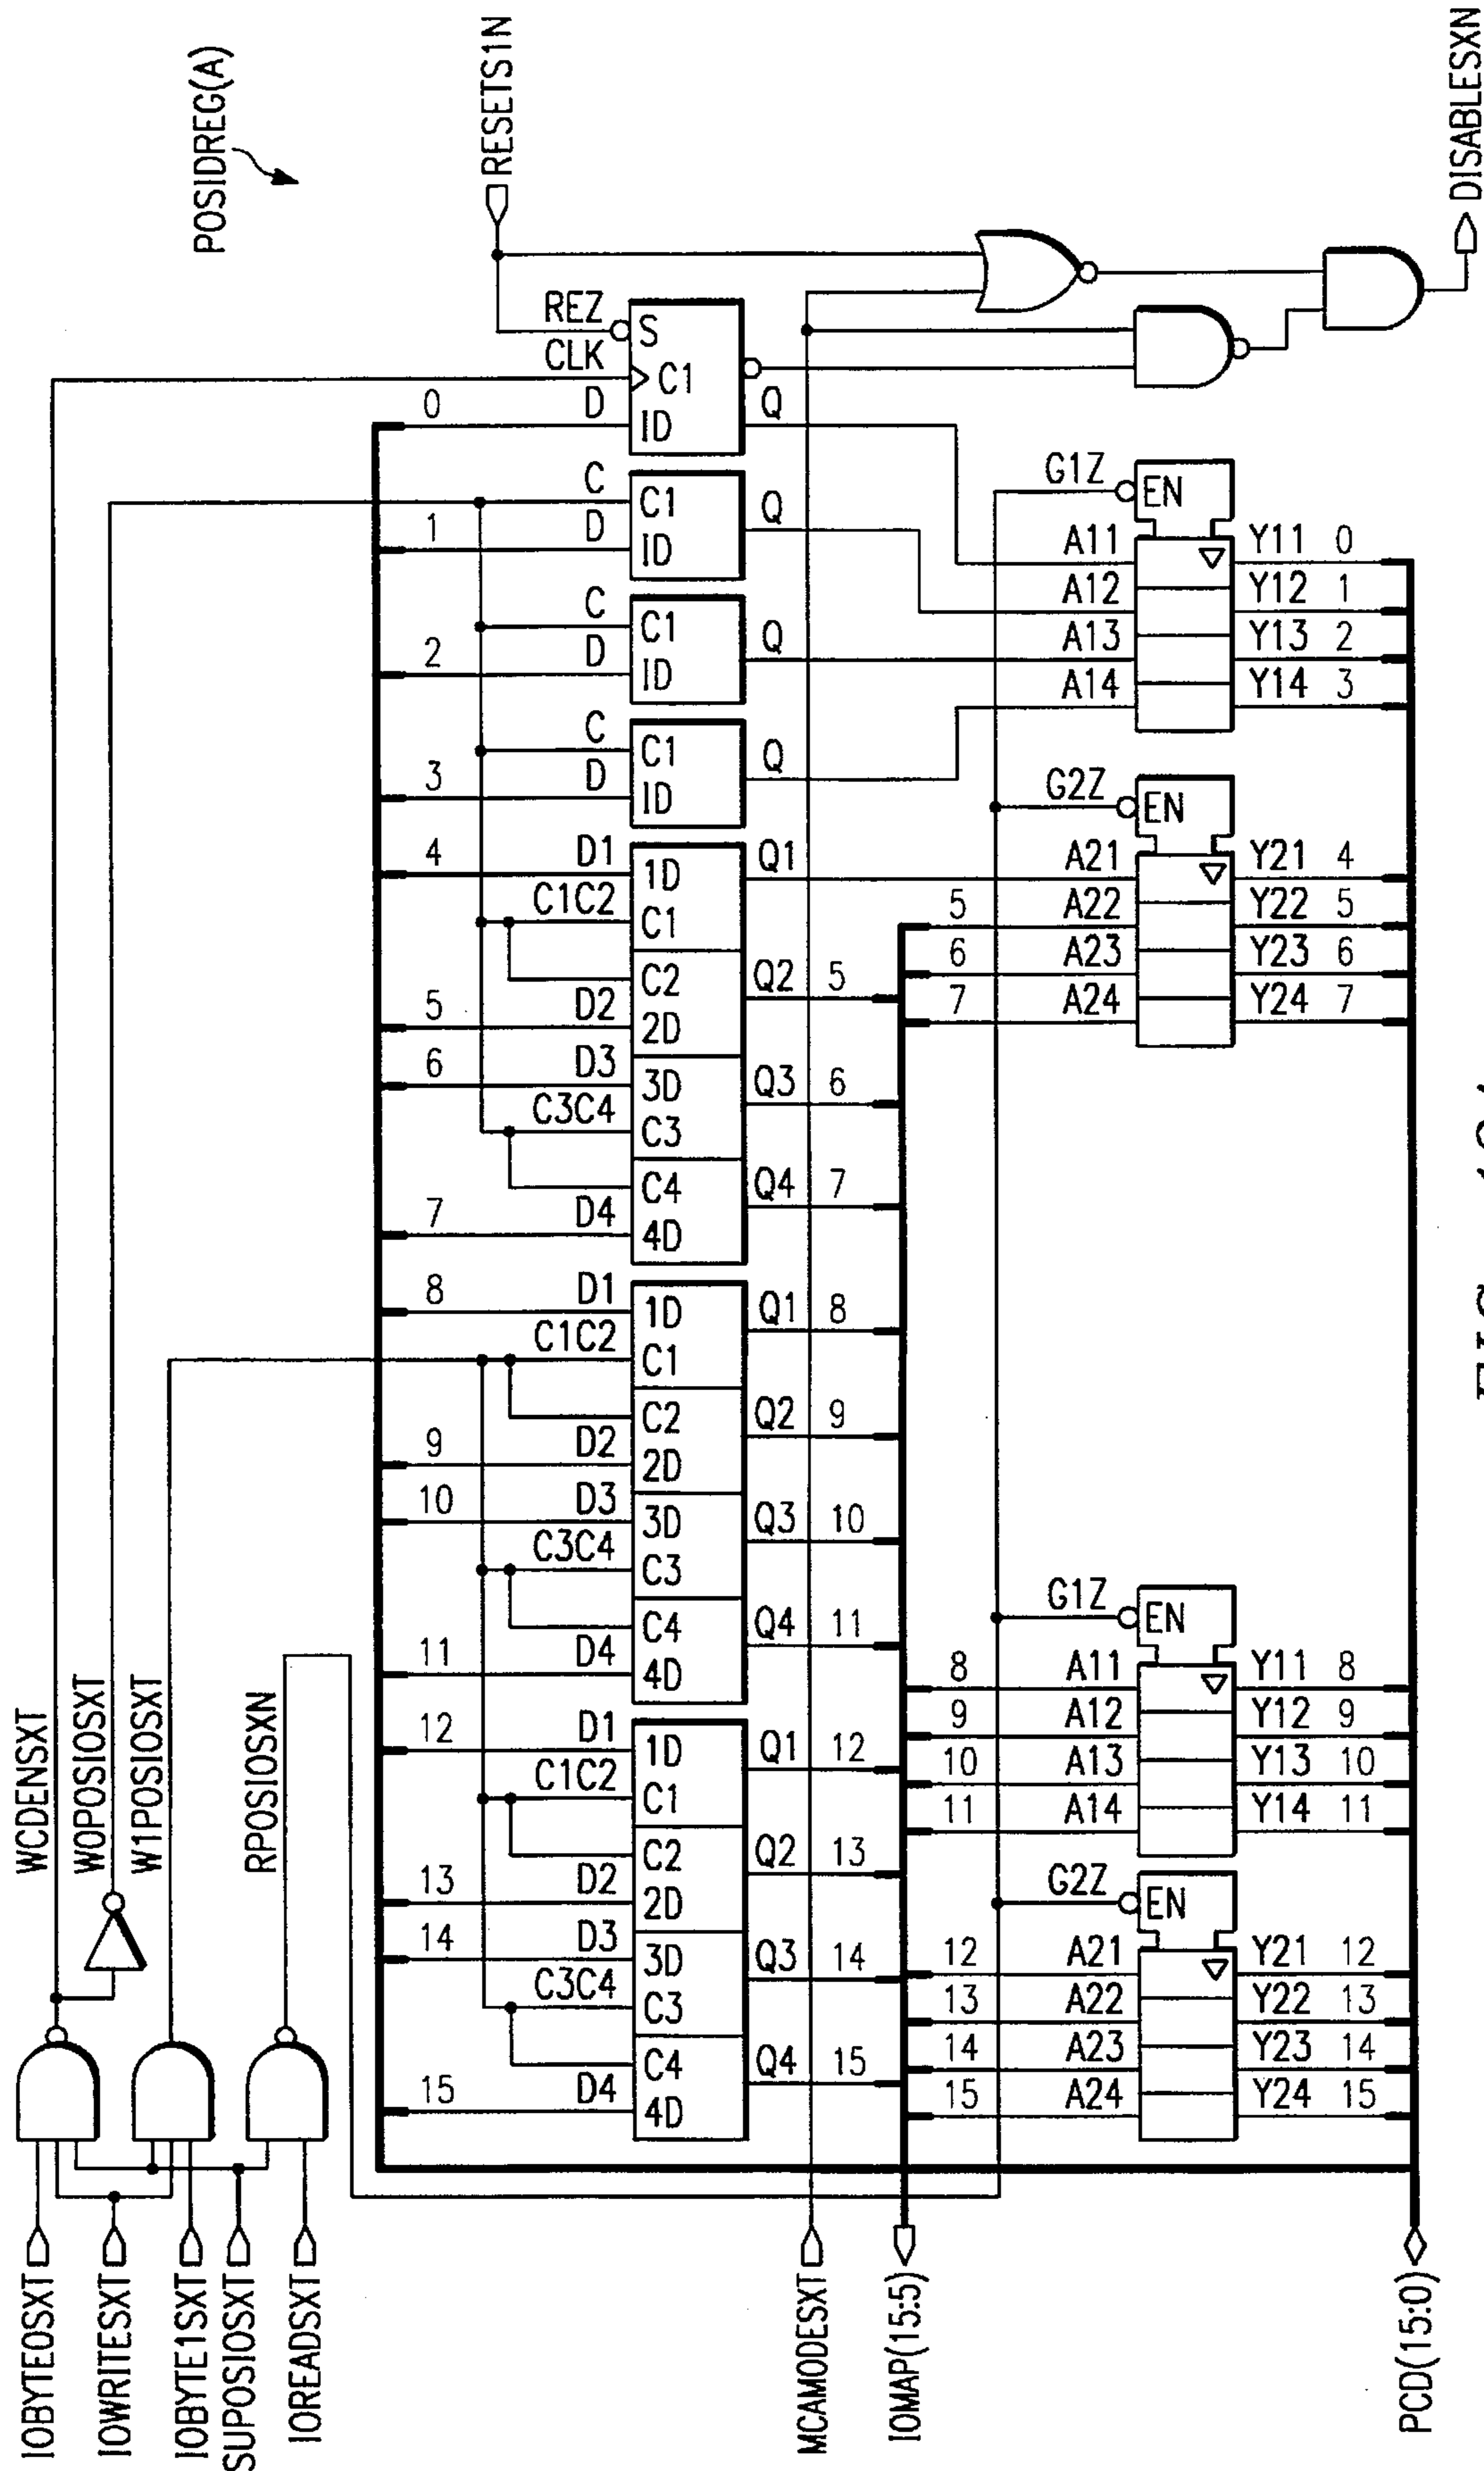 POSIDREG(A)
RESETS1N
DISABLESXN
WCDENSXT
W0POSIOSXT
W1POSIOSXT
RPOSIOSXN
IOBYTE0SXT
IOWRITESXT
IOBYTE1SXT
SUPOSIOSXT
IOREADSXT
MCAMODESXT
IOMAP(15:5)
PCD(15:0)
REZ S
CLK C1
0 D ID Q
C C1
1 D ID Q
C C1
2 D ID Q
C C1
3 D ID Q
4 D1 1D Q1
C1C2 C1
C2 Q2 5
5 D2 2D
6 D3 3D Q3 6
C3C4 C3
C4 Q4 7
7 D4 4D
8 D1 1D Q1 8
C1C2 C1
C2 Q2 9
9 D2 2D
10 D3 3D Q3 10
C3C4 C3
C4 Q4 11
11 D4 4D
12 D1 1D Q1 12
C1C2 C1
C2 Q2 13
13 D2 2D
14 D3 3D Q3 14
C3C4 C3
C4 Q4 15
15 D4 4D
G1Z EN
A11 Y11 0
A12 Y12 1
A13 Y13 2
A14 Y14 3
G2Z EN
A21 Y21 4
5 A22 Y22 5
6 A23 Y23 6
7 A24 Y24 7
G1Z EN
8 A11 Y11 8
9 A12 Y12 9
10 A13 Y13 10
11 A14 Y14 11
G2Z EN
12 A21 Y21 12
13 A22 Y22 13
14 A23 Y23 14
15 A24 Y24 15